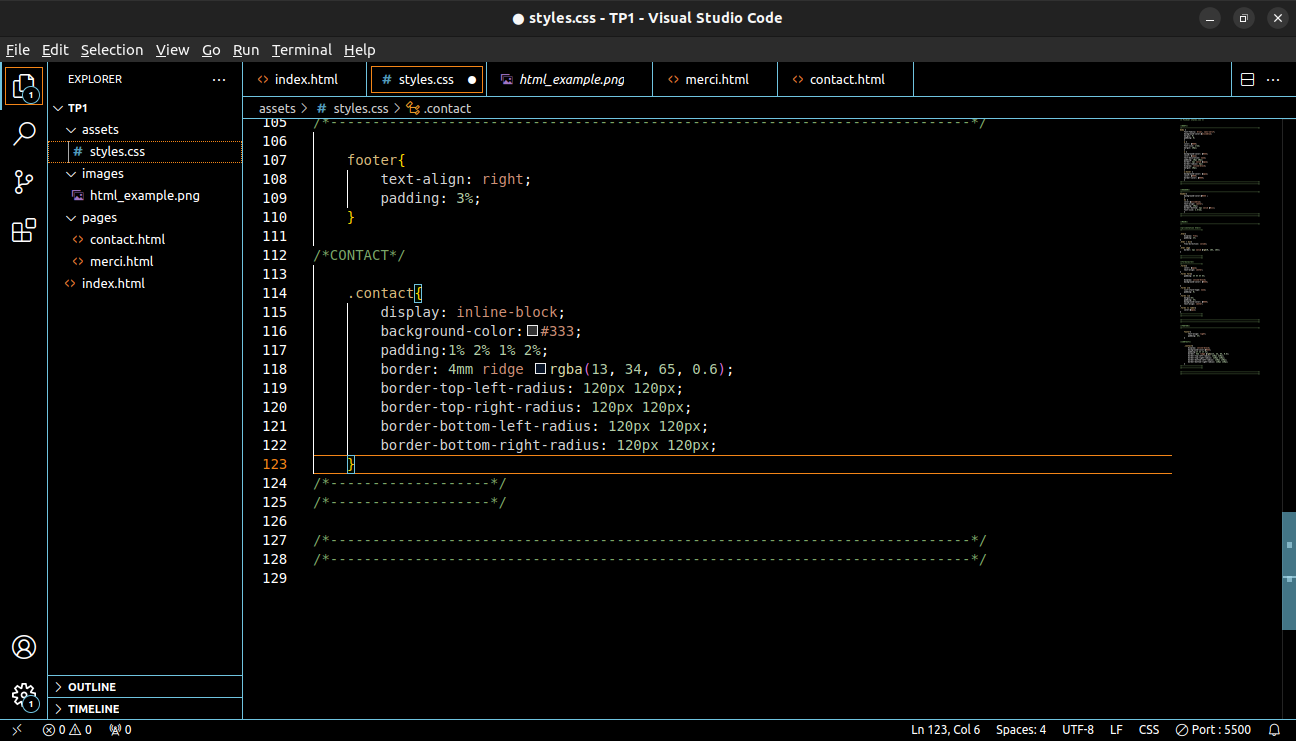 styles.css - TP1 - Visual Studio Code
File Edit Selection View Go Run Terminal Help
EXPLORER
index.html
styles.css
html_example.png
merci.html
contact.html
TP1
assets
styles.css
images
html_example.png
pages
contact.html
merci.html
index.html
OUTLINE
TIMELINE
1
1
assets > # styles.css > .contact
105 /*----------------------------------------------------------------------------*/
106
107 footer{
108 text-align: right;
109 padding: 3%;
110 }
111
112 /*CONTACT*/
113
114 .contact{
115 display: inline-block;
116 background-color: #333;
117 padding:1% 2% 1% 2%;
118 border: 4mm ridge rgba(13, 34, 65, 0.6);
119 border-top-left-radius: 120px 120px;
120 border-top-right-radius: 120px 120px;
121 border-bottom-left-radius: 120px 120px;
122 border-bottom-right-radius: 120px 120px;
123 }
124 /*-------------------*/
125 /*-------------------*/
126
127 /*----------------------------------------------------------------------------*/
128 /*----------------------------------------------------------------------------*/
129
0 0 0 Ln 123, Col 6 Spaces: 4 UTF-8 LF CSS Port : 5500